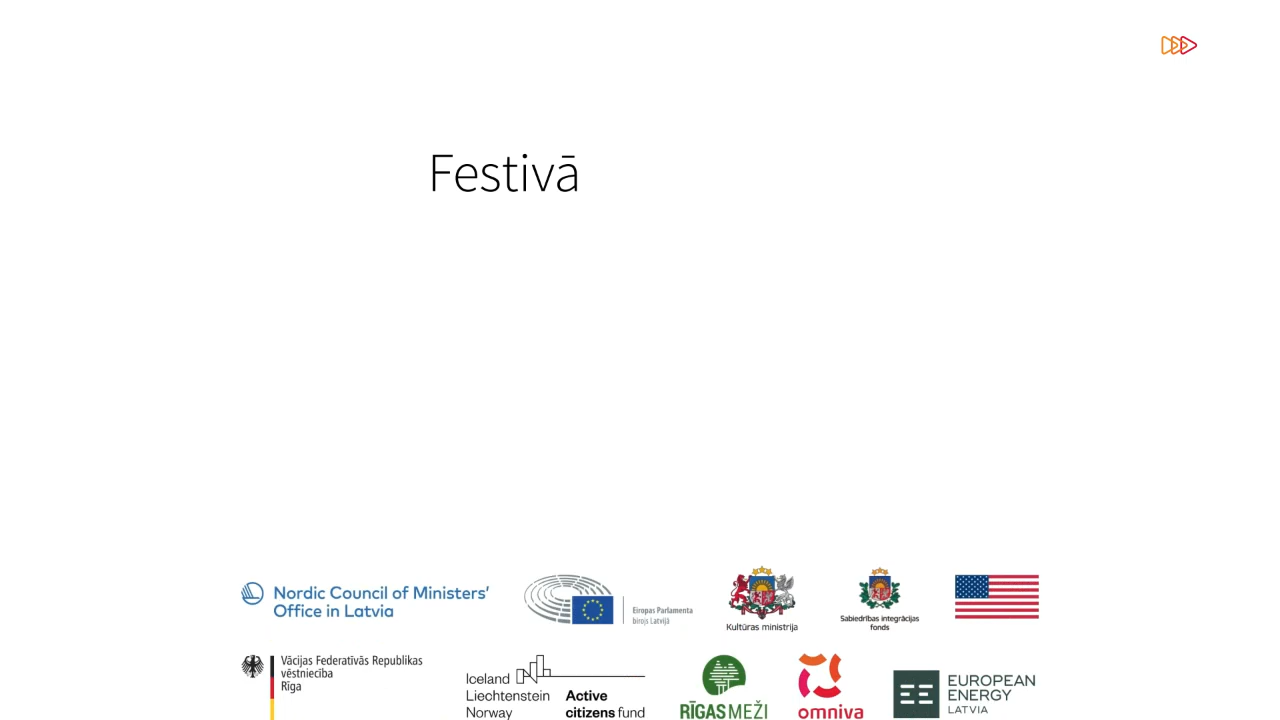 Festivā
Nordic Council of Ministers'
Office in Latvia
Eiropas Parlamenta
birojs Latvijā
Kultūras ministrija
Sabiedrības integrācijas
fonds
Vācijas Federatīvās Republikas
vēstniecība
Rīga
Iceland
Liechtenstein
Norway
Active
citizens fund
RĪGAS MEŽI
omniva
EUROPEAN
ENERGY
LATVIA